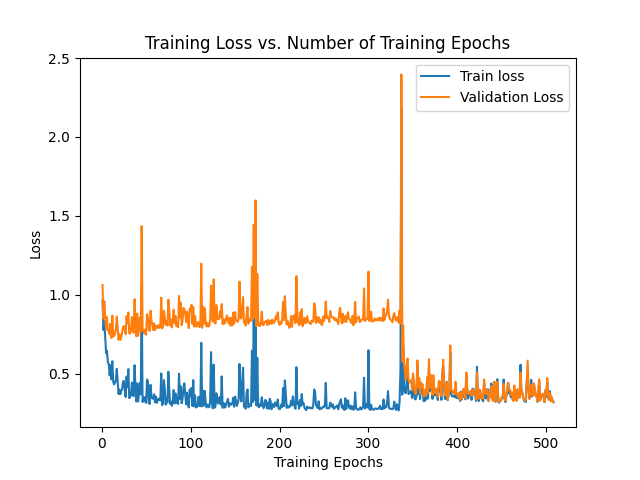 Training Loss vs. Number of Training Epochs
Train loss
Validation Loss
Loss
2.5
2.0
1.5
1.0
0.5
0 100 200 300 400 500
Training Epochs